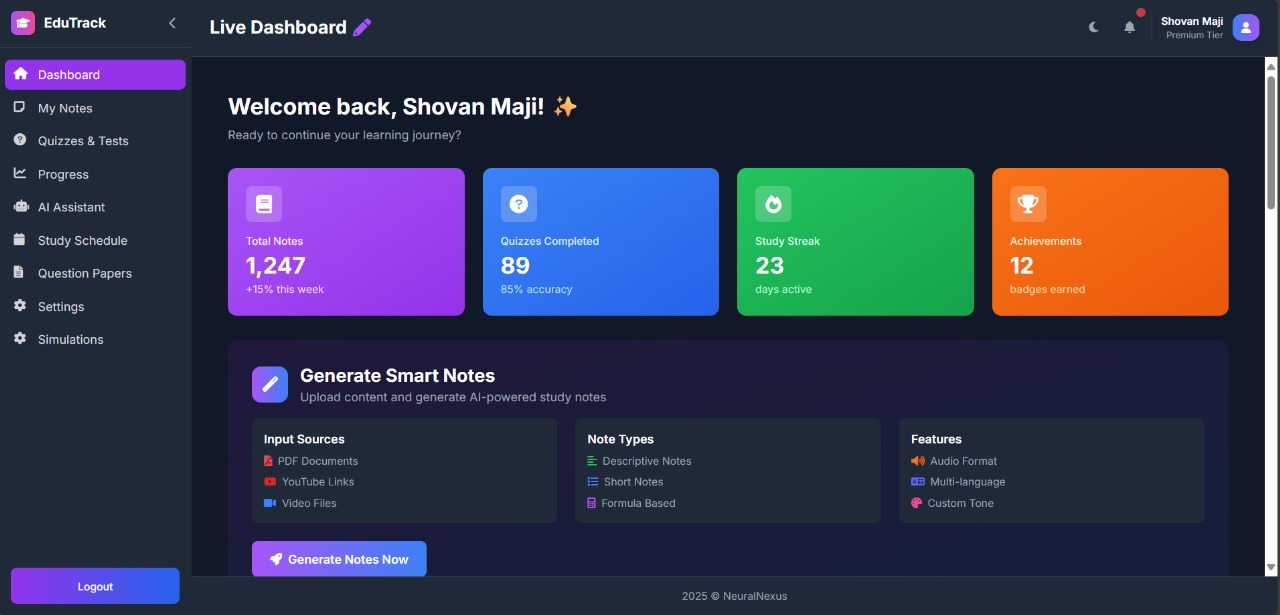 EduTrack
Live Dashboard
Shovan Maji
Premium Tier
Dashboard
My Notes
Quizzes & Tests
Progress
AI Assistant
Study Schedule
Question Papers
Settings
Simulations
Logout
Welcome back, Shovan Maji! ✨
Ready to continue your learning journey?
Total Notes
1,247
+15% this week
Quizzes Completed
89
85% accuracy
Study Streak
23
days active
Achievements
12
badges earned
Generate Smart Notes
Upload content and generate AI-powered study notes
Input Sources
PDF Documents
YouTube Links
Video Files
Note Types
Descriptive Notes
Short Notes
Formula Based
Features
Audio Format
Multi-language
Custom Tone
Generate Notes Now
2025 © NeuralNexus